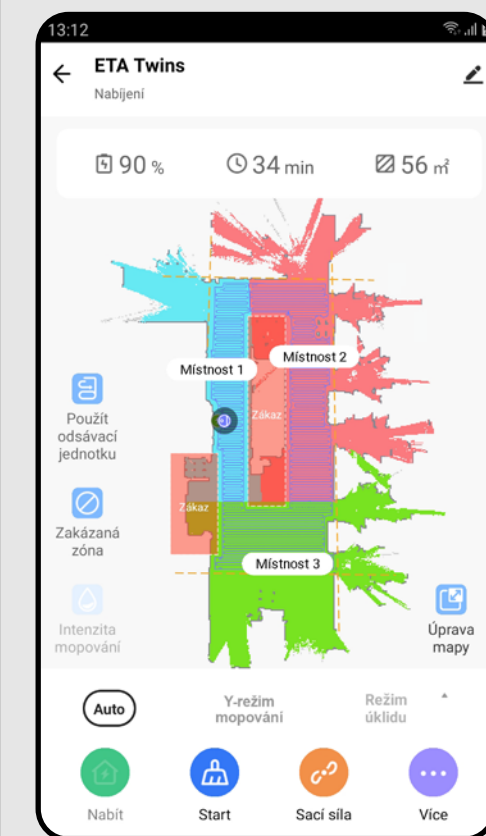 13:12
ETA Twins
Nabíjení
90 %
34 min
56 ㎡
Místnost 1
Místnost 2
Zákaz
Použít
odsávací
jednotku
Zákaz
Zakázaná
zóna
Místnost 3
Intenzita
mopování
Úprava
mapy
Auto
Y-režim
mopování
Režim
úklidu
Nabít
Start
Sací síla
Více